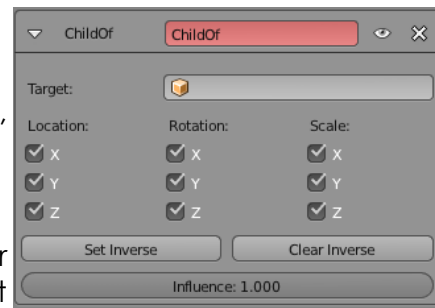 ChildOf ChildOf
Target:
Location: Rotation: Scale:
X X X
Y Y Y
Z Z Z
Set Inverse Clear Inverse
Influence: 1.000